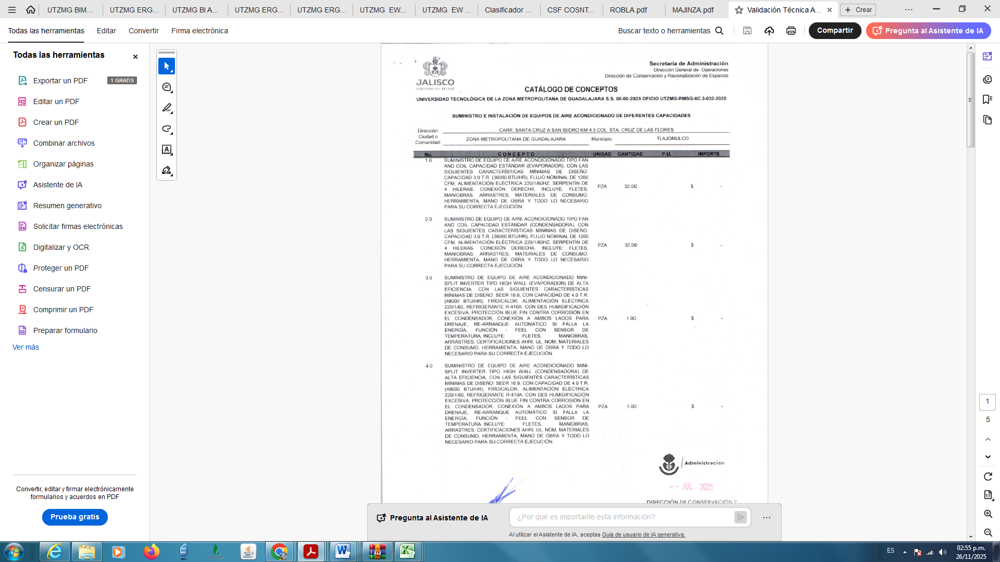 UTZMG BIM...
UTZMG ERG...
UTZMG BI A...
UTZMG ERG...
UTZMG ERG...
UTZMG EW...
UTZMG EW ...
Clasificador ...
CSF COSNT...
ROBLA.pdf
MAJINZA.pdf
Validación Técnica A...
Crear
Todas las herramientas
Editar
Convertir
Firma electrónica
Buscar texto o herramientas
Compartir
Pregunta al Asistente de IA
Todas las herramientas
Exportar un PDF
1 GRATIS
Editar un PDF
Crear un PDF
Combinar archivos
Organizar páginas
Asistente de IA
Resumen generativo
Solicitar firmas electrónicas
Digitalizar y OCR
Proteger un PDF
Censurar un PDF
Comprimir un PDF
Preparar formulario
Ver más
Convertir, editar y firmar electrónicamente
formularios y acuerdos en PDF
Prueba gratis
JALISCO
GOBIERNO DEL ESTADO
Secretaría de Administración
Dirección General de Operaciones
Dirección de Conservación y Racionalización de Espacios
CATÁLOGO DE CONCEPTOS
UNIVERSIDAD TECNOLÓGICA DE LA ZONA METROPOLITANA DE GUADALAJARA S.S. 00-00-2025 OFICIO UTZMG-RMSG-6C.3-032-2025
SUMINISTRO E INSTALACIÓN DE EQUIPOS DE AIRE ACONDICIONADO DE DIFERENTES CAPACIDADES
Dirección: CARR. SANTA CRUZ A SAN ISIDRO KM 4.5 COL. STA. CRUZ DE LAS FLORES
Ciudad o
Comunidad: ZONA METROPOLITANA DE GUADALAJARA Municipio: TLAJOMULCO
No. CONCEPTO UNIDAD CANTIDAD P.U. IMPORTE
1.0 SUMINISTRO DE EQUIPO DE AIRE ACONDICIONADO TIPO FAN
AND COIL CAPACIDAD ESTÁNDAR (EVAPORADOR), CON LAS
SIGUIENTES CARACTERÍSTICAS MÍNIMAS DE DISEÑO:
CAPACIDAD 3.0 T.R. (36000 BTU/HR), FLUJO NOMINAL DE 1200
CFM, ALIMENTACIÓN ELÉCTRICA 220/1/60HZ, SERPENTÍN DE
4 HILERAS, CONEXIÓN DERECHA. INCLUYE: FLETES,
MANIOBRAS, ARRASTRES, MATERIALES DE CONSUMO,
HERRAMIENTA, MANO DE OBRA Y TODO LO NECESARIO
PARA SU CORRECTA EJECUCIÓN.
PZA 32.00 $ -
2.0 SUMINISTRO DE EQUIPO DE AIRE ACONDICIONADO TIPO FAN
AND COIL CAPACIDAD ESTÁNDAR (CONDENSADORA), CON
LAS SIGUIENTES CARACTERÍSTICAS MÍNIMAS DE DISEÑO:
CAPACIDAD 3.0 T.R. (36000 BTU/HR), FLUJO NOMINAL DE 1200
CFM, ALIMENTACIÓN ELÉCTRICA 220/1/60HZ, SERPENTÍN DE
4 HILERAS, CONEXIÓN DERECHA. INCLUYE: FLETES,
MANIOBRAS, ARRASTRES, MATERIALES DE CONSUMO,
HERRAMIENTA, MANO DE OBRA Y TODO LO NECESARIO
PARA SU CORRECTA EJECUCIÓN.
PZA 32.00 $ -
3.0 SUMINISTRO DE EQUIPO DE AIRE ACONDICIONADO MINI-
SPLIT INVERTER TIPO HIGH WALL (EVAPORADOR) DE ALTA
EFICIENCIA, CON LAS SIGUIENTES CARACTERÍSTICAS
MÍNIMAS DE DISEÑO: SEER 16.9, CON CAPACIDAD DE 4.0 T.R.
(48000 BTU/HR), FRÍO/CALOR, ALIMENTACIÓN ELÉCTRICA
220/1/60, REFRIGERANTE R-410A, CON DES HUMIDIFICACIÓN
EXCESIVA, PROTECCIÓN BLUE FIN CONTRA CORROSIÓN EN
EL CONDENSADOR, CONEXIÓN A AMBOS LADOS PARA
DRENAJE, RE-ARRANQUE AUTOMÁTICO SI FALLA LA
ENERGÍA, FUNCIÓN - FEEL CON SENSOR DE
TEMPERATURA. INCLUYE: FLETES, MANIOBRAS,
ARRASTRES, CERTIFICACIONES AHRI, UL, NOM, MATERIALES
DE CONSUMO, HERRAMIENTA, MANO DE OBRA Y TODO LO
NECESARIO PARA SU CORRECTA EJECUCIÓN.
PZA 1.00 $ -
4.0 SUMINISTRO DE EQUIPO DE AIRE ACONDICIONADO MINI-
SPLIT INVERTER TIPO HIGH WALL (CONDENSADORA) DE
ALTA EFICIENCIA, CON LAS SIGUIENTES CARACTERÍSTICAS
MÍNIMAS DE DISEÑO: SEER 16.9, CON CAPACIDAD DE 4.0 T.R.
(48000 BTU/HR), FRÍO/CALOR, ALIMENTACIÓN ELÉCTRICA
220/1/60, REFRIGERANTE R-410A, CON DES HUMIDIFICACIÓN
EXCESIVA, PROTECCIÓN BLUE FIN CONTRA CORROSIÓN EN
EL CONDENSADOR, CONEXIÓN A AMBOS LADOS PARA
DRENAJE, RE-ARRANQUE AUTOMÁTICO SI FALLA LA
ENERGÍA, FUNCIÓN - FEEL CON SENSOR DE
TEMPERATURA. INCLUYE: FLETES, MANIOBRAS,
ARRASTRES, CERTIFICACIONES AHRI, UL, NOM, MATERIALES
DE CONSUMO, HERRAMIENTA, MANO DE OBRA Y TODO LO
NECESARIO PARA SU CORRECTA EJECUCIÓN.
PZA 1.00 $ -
Administración
-- JUL. 2025
DIRECCIÓN DE CONSERVACIÓN Y
Pregunta al Asistente de IA
¿Por qué es importante esta información?
Al utilizar el Asistente de IA, aceptas Guía de usuario de IA generativa.
1
5
ES
02:55 p.m.
26/11/2025